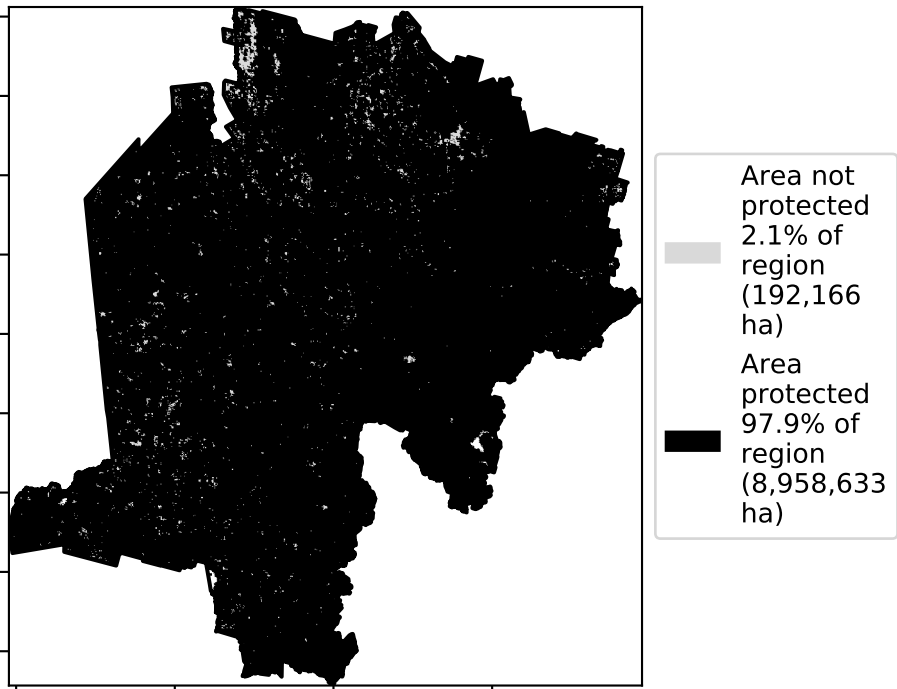 Area not
protected
2.1% of
region
(192,166
ha)
Area
protected
97.9% of
region
(8,958,633
ha)